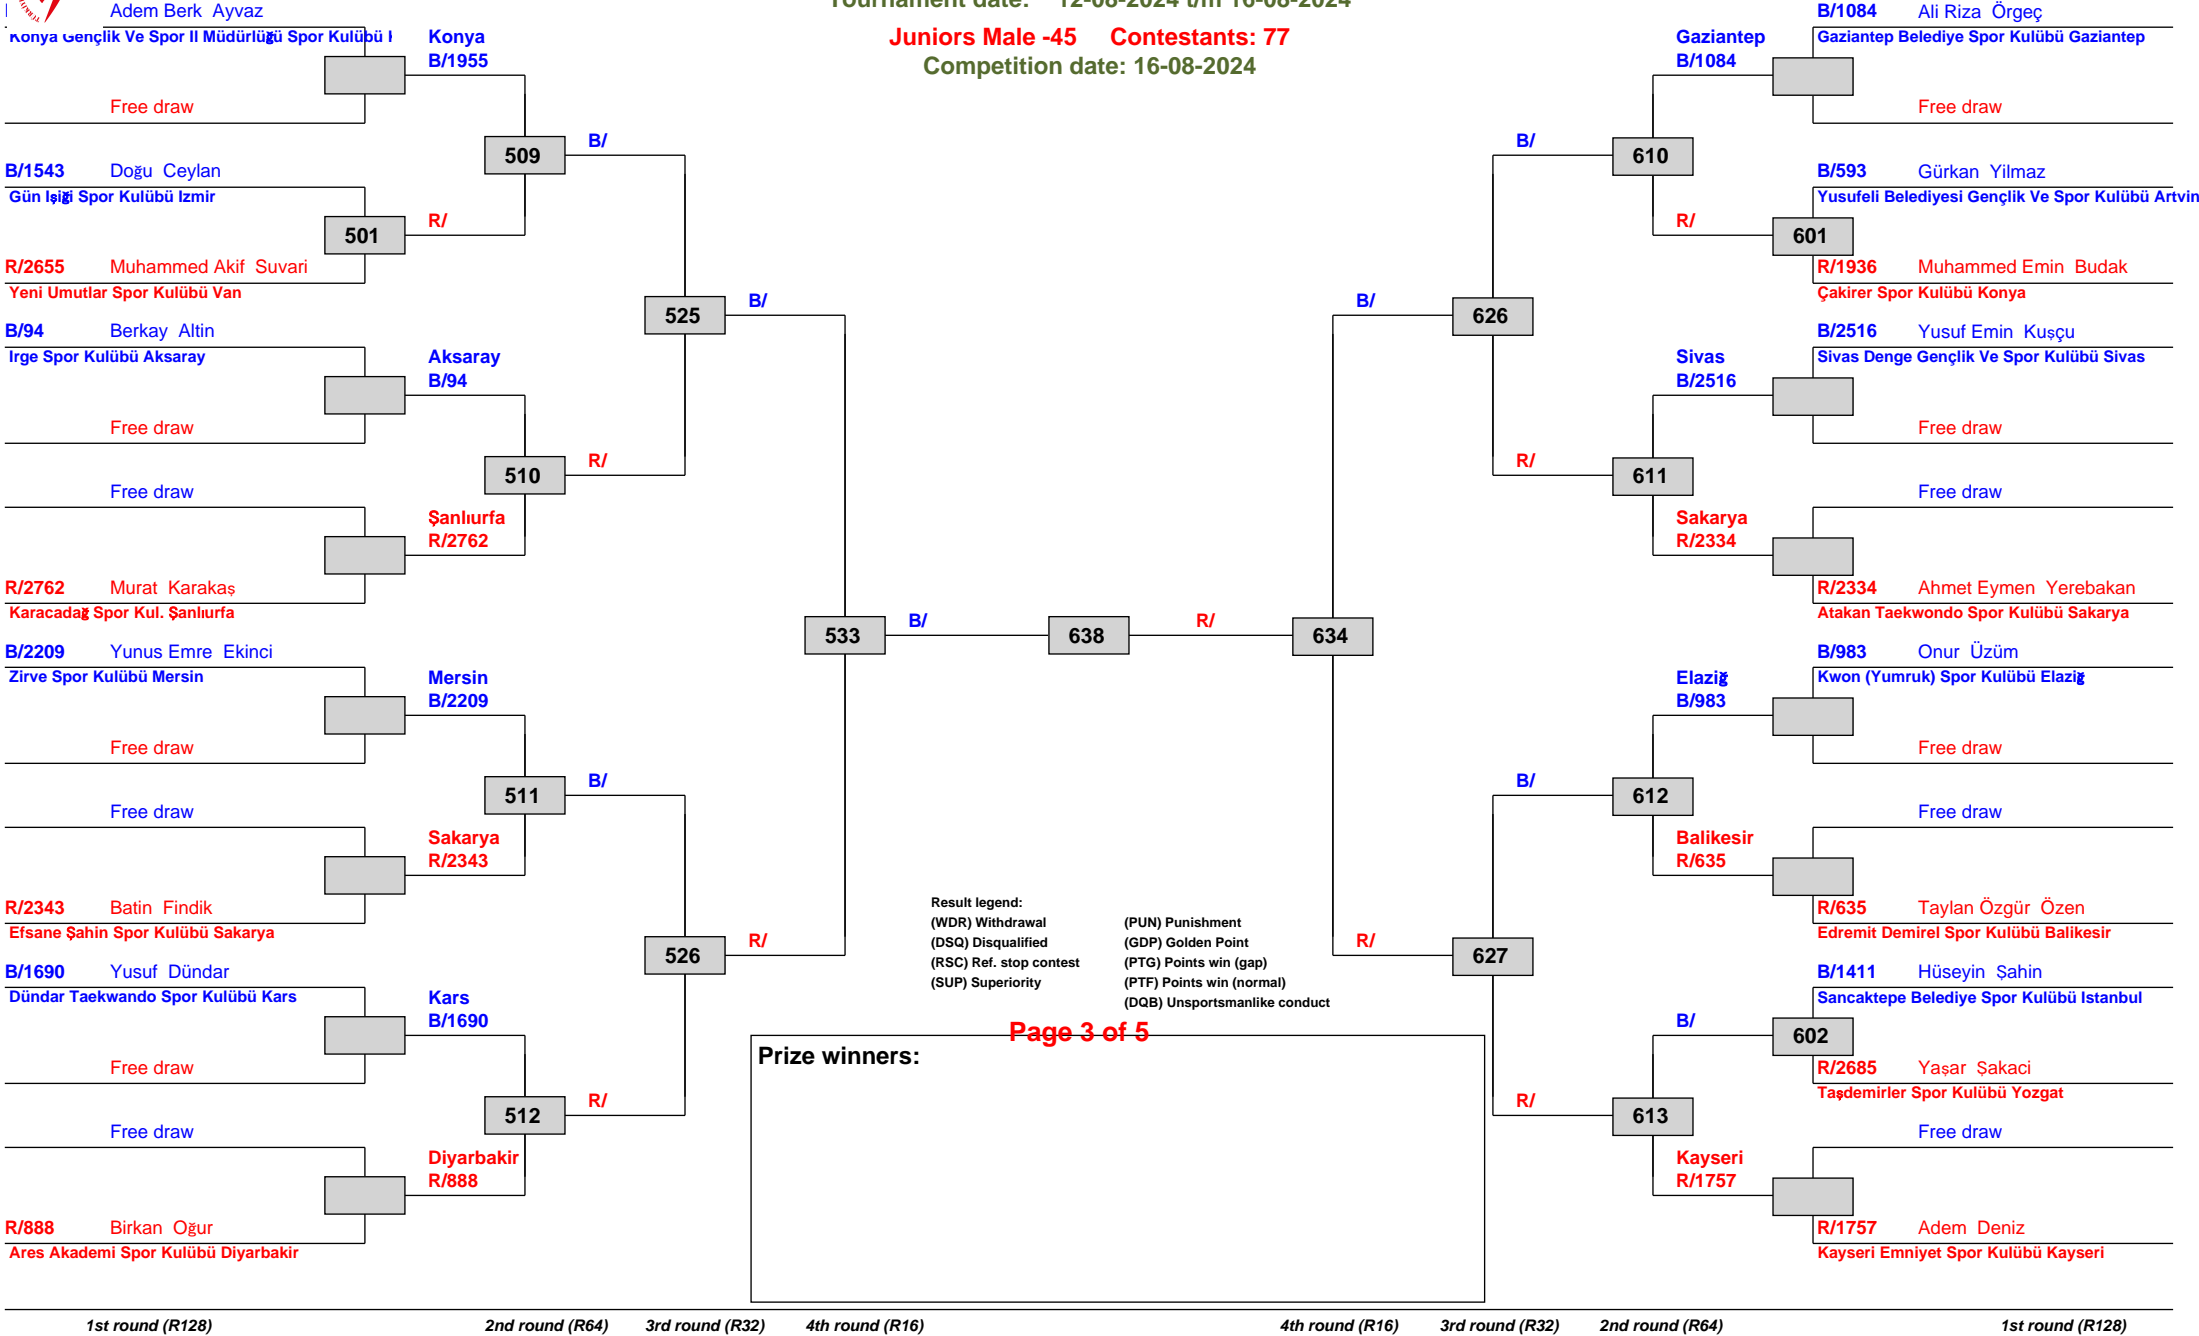 Tournament date: 12-08-2024 t/m 16-08-2024
Juniors Male -45 Contestants: 77
Competition date: 16-08-2024
Adem Berk Ayvaz
Konya Gençlik Ve Spor Il Müdürlüğü Spor Kulübü
Free draw
Konya
B/1955
B/1543 Doğu Ceylan
Gün Işiği Spor Kulübü Izmir
501
R/2655 Muhammed Akif Suvari
Yeni Umutlar Spor Kulübü Van
R/
509
B/
B/94 Berkay Altin
Irge Spor Kulübü Aksaray
Free draw
Aksaray
B/94
Free draw
R/2762 Murat Karakaş
Karacadağ Spor Kul. Şanlıurfa
Şanlıurfa
R/2762
510
R/
525
B/
B/2209 Yunus Emre Ekinci
Zirve Spor Kulübü Mersin
Free draw
Mersin
B/2209
Free draw
R/2343 Batin Findik
Efsane Şahin Spor Kulübü Sakarya
Sakarya
R/2343
511
B/
B/1690 Yusuf Dündar
Dündar Taekwando Spor Kulübü Kars
Free draw
Kars
B/1690
Free draw
R/888 Birkan Oğur
Ares Akademi Spor Kulübü Diyarbakir
Diyarbakir
R/888
512
R/
526
R/
533
B/
638
R/
634
B/
626
B/
610
Gaziantep
B/1084
B/1084 Ali Riza Örgeç
Gaziantep Belediye Spor Kulübü Gaziantep
Free draw
B/593 Gürkan Yilmaz
Yusufeli Belediyesi Gençlik Ve Spor Kulübü Artvin
R/
601
R/1936 Muhammed Emin Budak
Çakirer Spor Kulübü Konya
R/
611
Sivas
B/2516
B/2516 Yusuf Emin Kuşçu
Sivas Denge Gençlik Ve Spor Kulübü Sivas
Free draw
Free draw
Sakarya
R/2334
R/2334 Ahmet Eymen Yerebakan
Atakan Taekwondo Spor Kulübü Sakarya
R/
627
B/
612
Elaziğ
B/983
B/983 Onur Üzüm
Kwon (Yumruk) Spor Kulübü Elaziğ
Free draw
Free draw
Balikesir
R/635
R/635 Taylan Özgür Özen
Edremit Demirel Spor Kulübü Balikesir
R/
613
B/
602
B/1411 Hüseyin Şahin
Sancaktepe Belediye Spor Kulübü Istanbul
R/2685 Yaşar Şakaci
Taşdemirler Spor Kulübü Yozgat
Free draw
Kayseri
R/1757
R/1757 Adem Deniz
Kayseri Emniyet Spor Kulübü Kayseri
Result legend:
(WDR) Withdrawal (PUN) Punishment
(DSQ) Disqualified (GDP) Golden Point
(RSC) Ref. stop contest (PTG) Points win (gap)
(SUP) Superiority (PTF) Points win (normal)
(DQB) Unsportsmanlike conduct
Page 3 of 5
Prize winners:
1st round (R128) 2nd round (R64) 3rd round (R32) 4th round (R16) 4th round (R16) 3rd round (R32) 2nd round (R64) 1st round (R128)